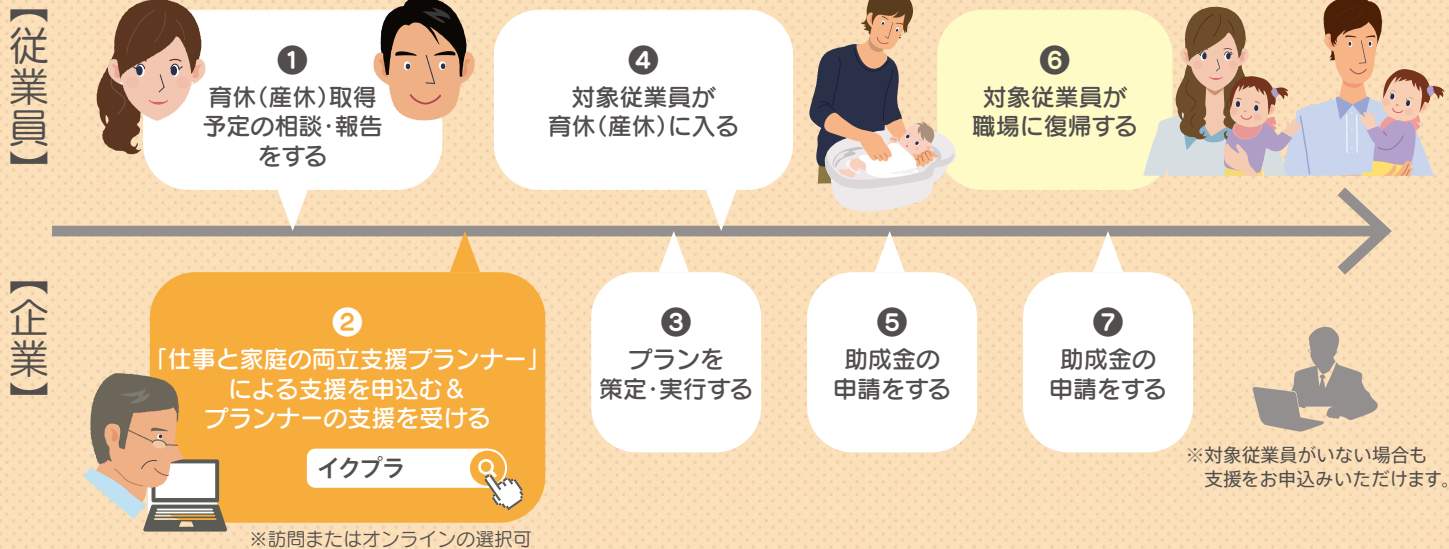 【従業員】
❶
育休(産休)取得
予定の相談・報告
をする
❹
対象従業員が
育休(産休)に入る
❻
対象従業員が
職場に復帰する
【企業】
❷
「仕事と家庭の両立支援プランナー」
による支援を申込む&
プランナーの支援を受ける
イクプラ
※訪問またはオンラインの選択可
❸
プランを
策定・実行する
❺
助成金の
申請をする
❼
助成金の
申請をする
※対象従業員がいない場合も
支援をお申込みいただけます。